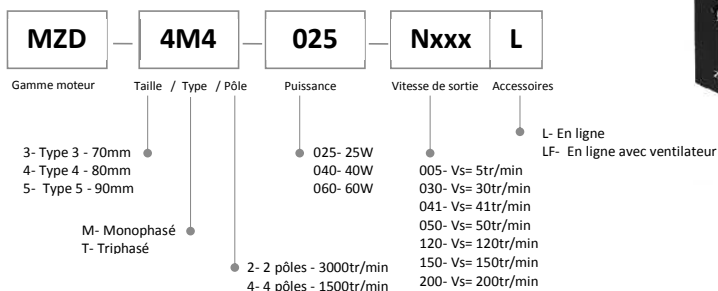 MZD 4M4 025 Nxxx L
Gamme moteur Taille / Type / Pôle Puissance Vitesse de sortie Accessoires
L- En ligne
LF- En ligne avec ventilateur
3- Type 3 - 70mm
4- Type 4 - 80mm
5- Type 5 - 90mm
025- 25W
040- 40W
060- 60W
005- Vs= 5tr/min
030- Vs= 30tr/min
041- Vs= 41tr/min
050- Vs= 50tr/min
120- Vs= 120tr/min
150- Vs= 150tr/min
200- Vs= 200tr/min
M- Monophasé
T- Triphasé
2- 2 pôles - 3000tr/min
4- 4 pôles - 1500tr/min